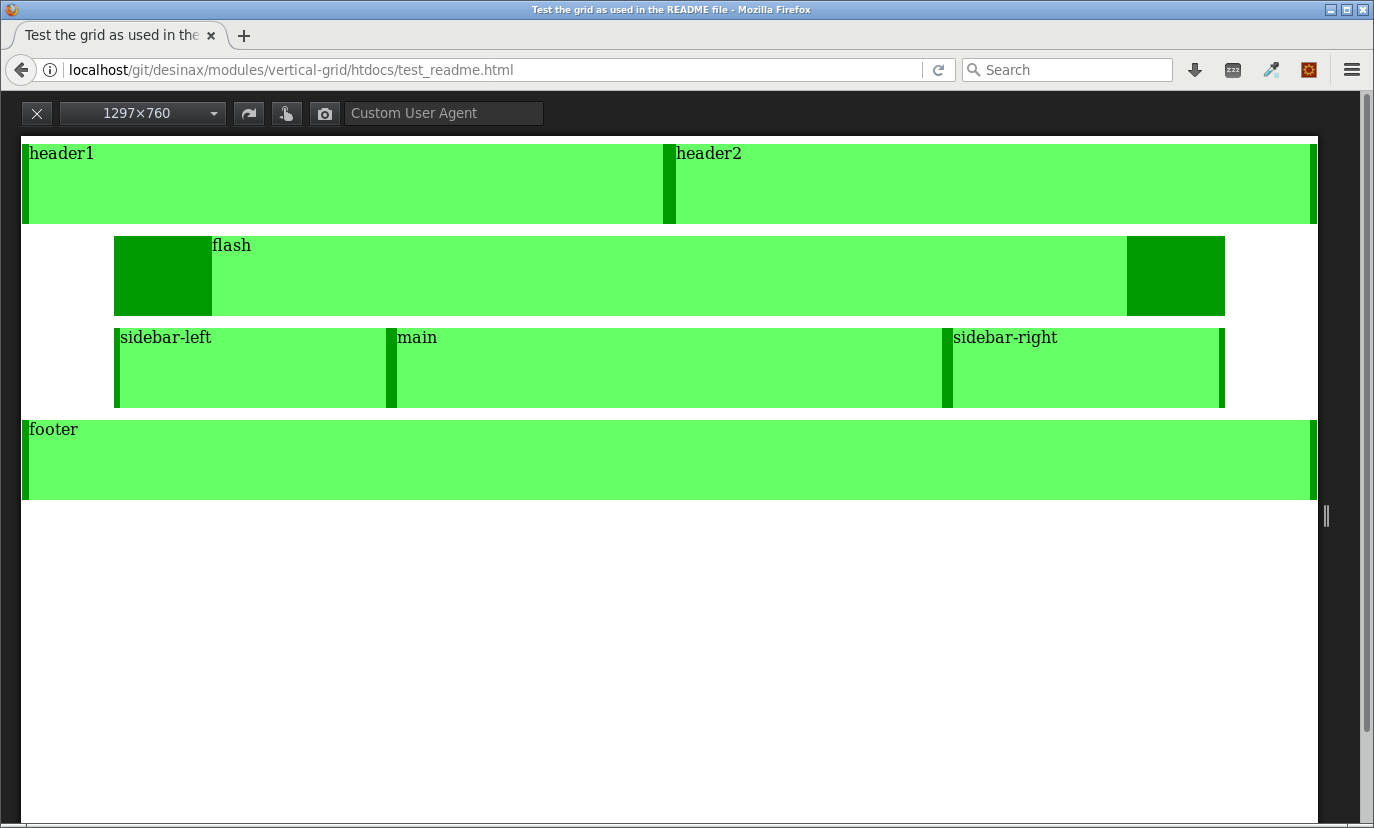 Test the grid as used in the README file - Mozilla Firefox
Test the grid as used in the
localhost/git/desinax/modules/vertical-grid/htdocs/test_readme.html
Search
zzz
1297×760
Custom User Agent
header1
header2
flash
sidebar-left
main
sidebar-right
footer